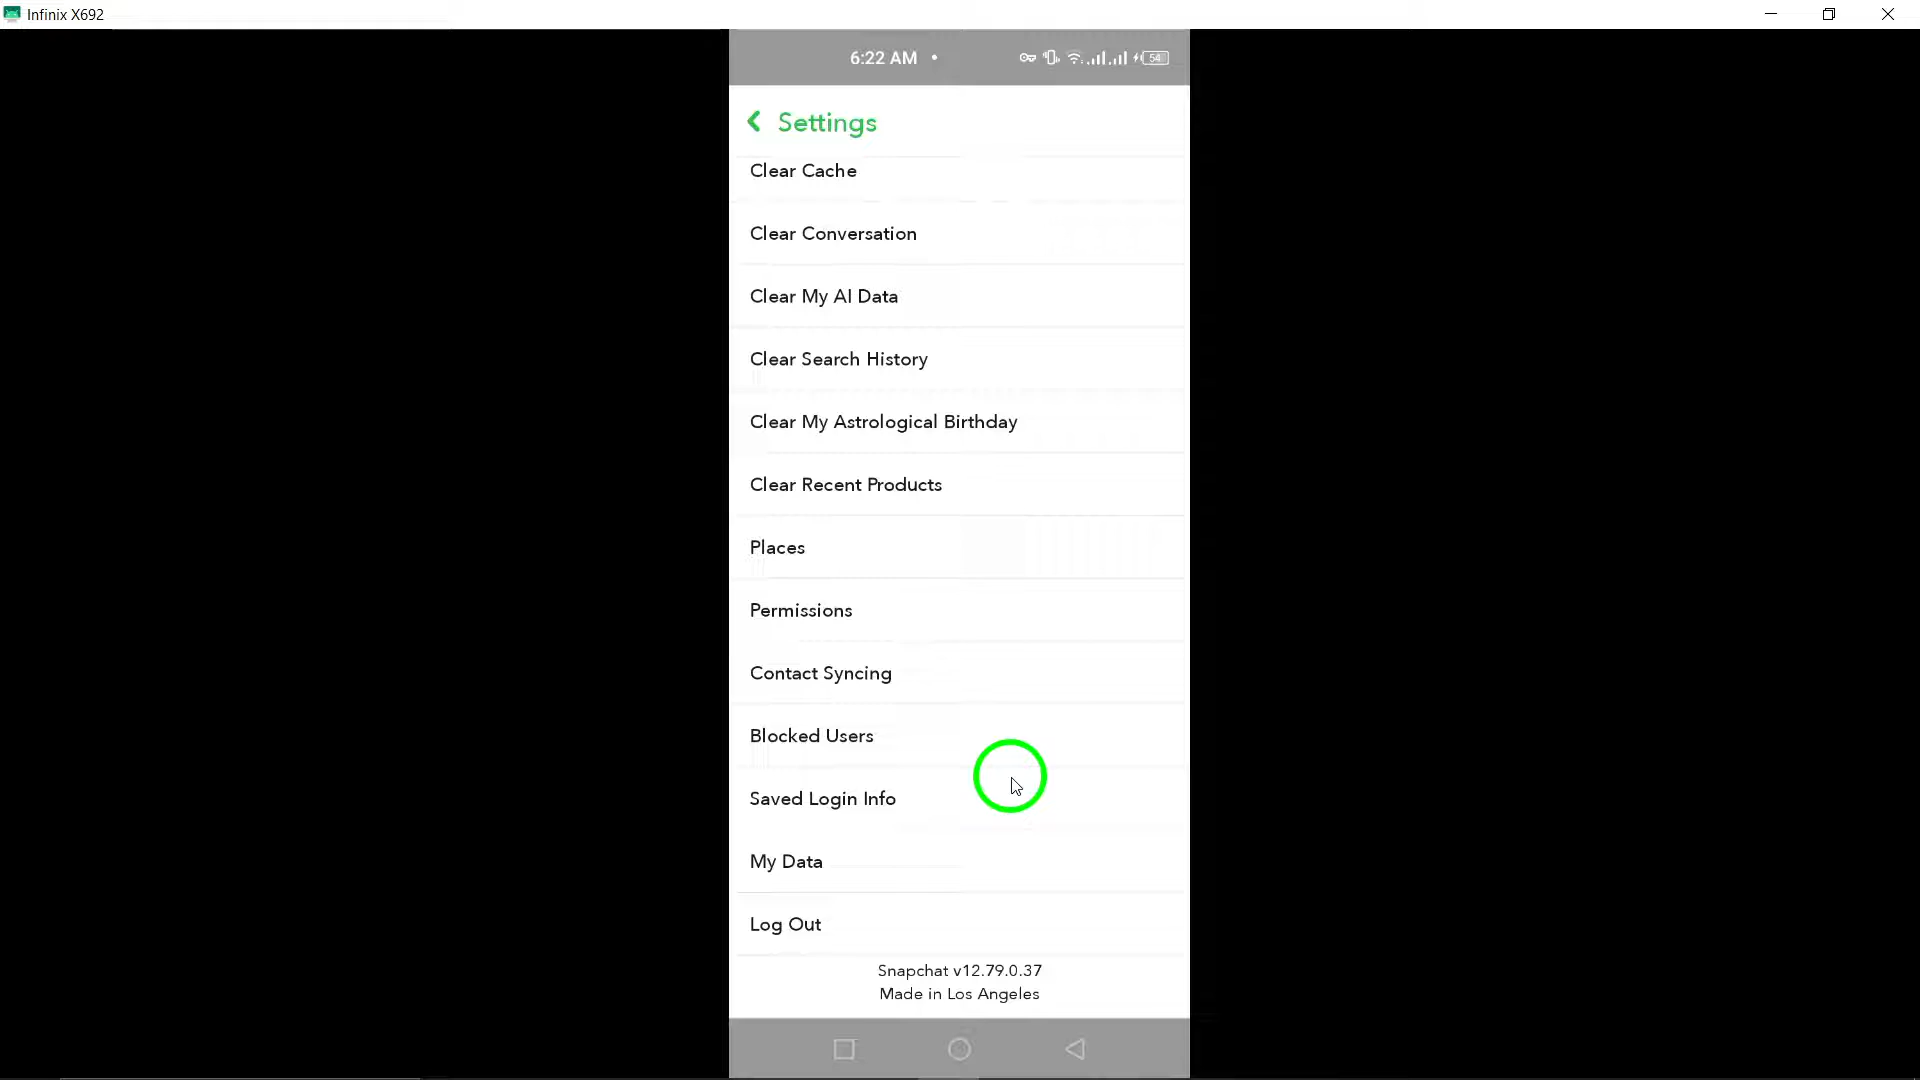 Infinix X692
6:22 AM
54
Settings
Clear Cache
Clear Conversation
Clear My AI Data
Clear Search History
Clear My Astrological Birthday
Clear Recent Products
Places
Permissions
Contact Syncing
Blocked Users
Saved Login Info
My Data
Log Out
Snapchat v12.79.0.37
Made in Los Angeles